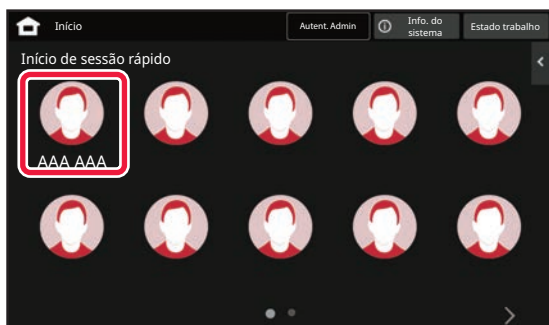 Início
Autent. Admin
Info. do
sistema
Estado trabalho
Início de sessão rápido
AAA AAA